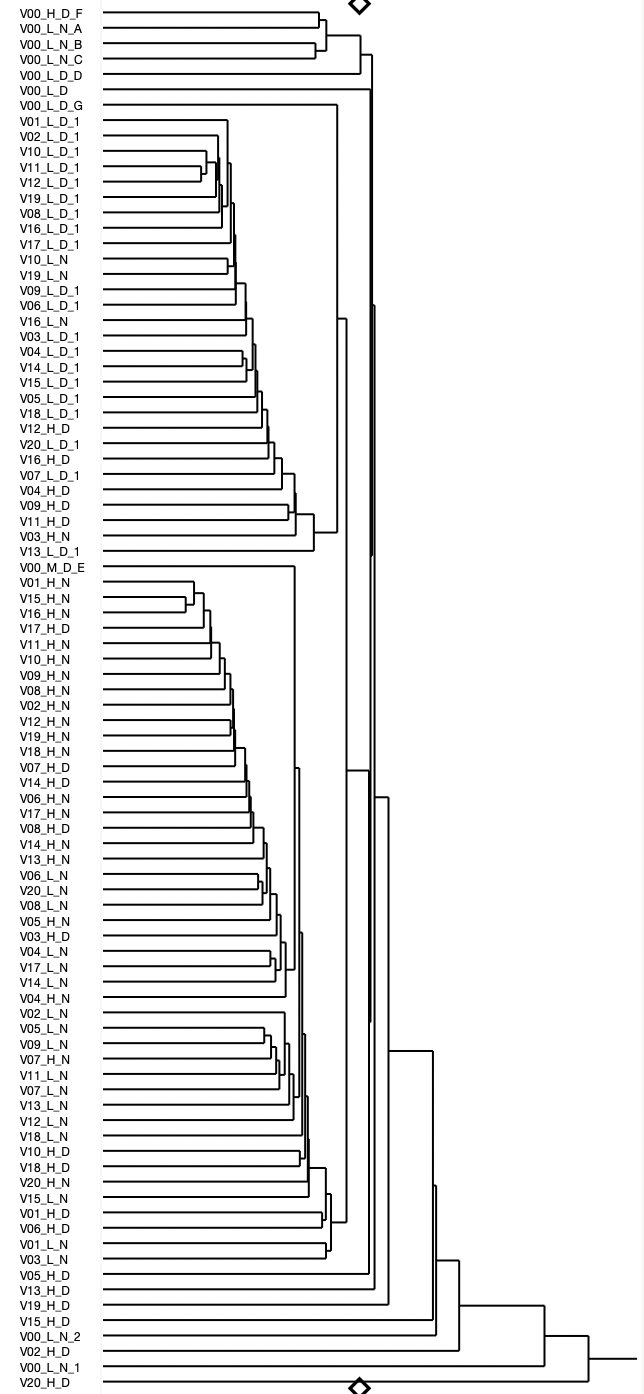 V00_H_D_F
V00_L_N_A
V00_L_N_B
V00_L_N_C
V00_L_D_D
V00_L_D
V00_L_D_G
V01_L_D_1
V02_L_D_1
V10_L_D_1
V11_L_D_1
V12_L_D_1
V19_L_D_1
V08_L_D_1
V16_L_D_1
V17_L_D_1
V10_L_N
V19_L_N
V09_L_D_1
V06_L_D_1
V16_L_N
V03_L_D_1
V04_L_D_1
V14_L_D_1
V15_L_D_1
V05_L_D_1
V18_L_D_1
V12_H_D
V20_L_D_1
V16_H_D
V07_L_D_1
V04_H_D
V09_H_D
V11_H_D
V03_H_N
V13_L_D_1
V00_M_D_E
V01_H_N
V15_H_N
V16_H_N
V17_H_D
V11_H_N
V10_H_N
V09_H_N
V08_H_N
V02_H_N
V12_H_N
V19_H_N
V18_H_N
V07_H_D
V14_H_D
V06_H_N
V17_H_N
V08_H_D
V14_H_N
V13_H_N
V06_L_N
V20_L_N
V08_L_N
V05_H_N
V03_H_D
V04_L_N
V17_L_N
V14_L_N
V04_H_N
V02_L_N
V05_L_N
V09_L_N
V07_H_N
V11_L_N
V07_L_N
V13_L_N
V12_L_N
V18_L_N
V10_H_D
V18_H_D
V20_H_N
V15_L_N
V01_H_D
V06_H_D
V01_L_N
V03_L_N
V05_H_D
V13_H_D
V19_H_D
V15_H_D
V00_L_N_2
V02_H_D
V00_L_N_1
V20_H_D